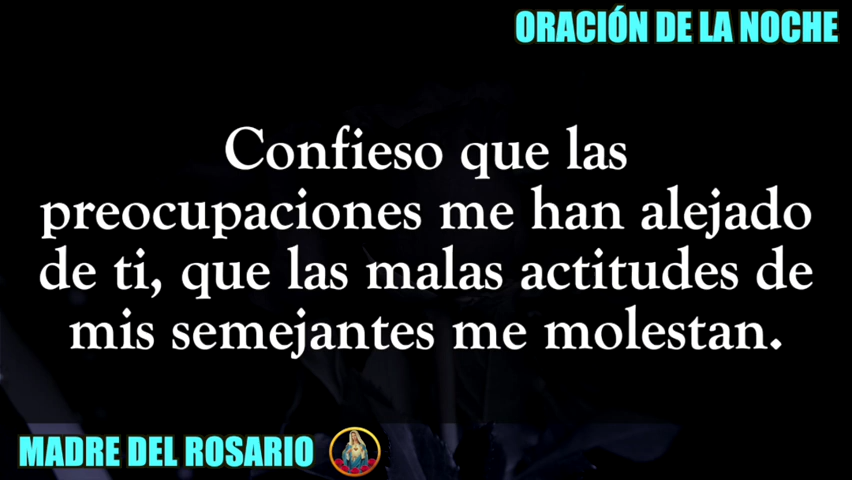 ORACIÓN DE LA NOCHE
Confieso que las
preocupaciones me han alejado
de ti, que las malas actitudes de
mis semejantes me molestan.
MADRE DEL ROSARIO